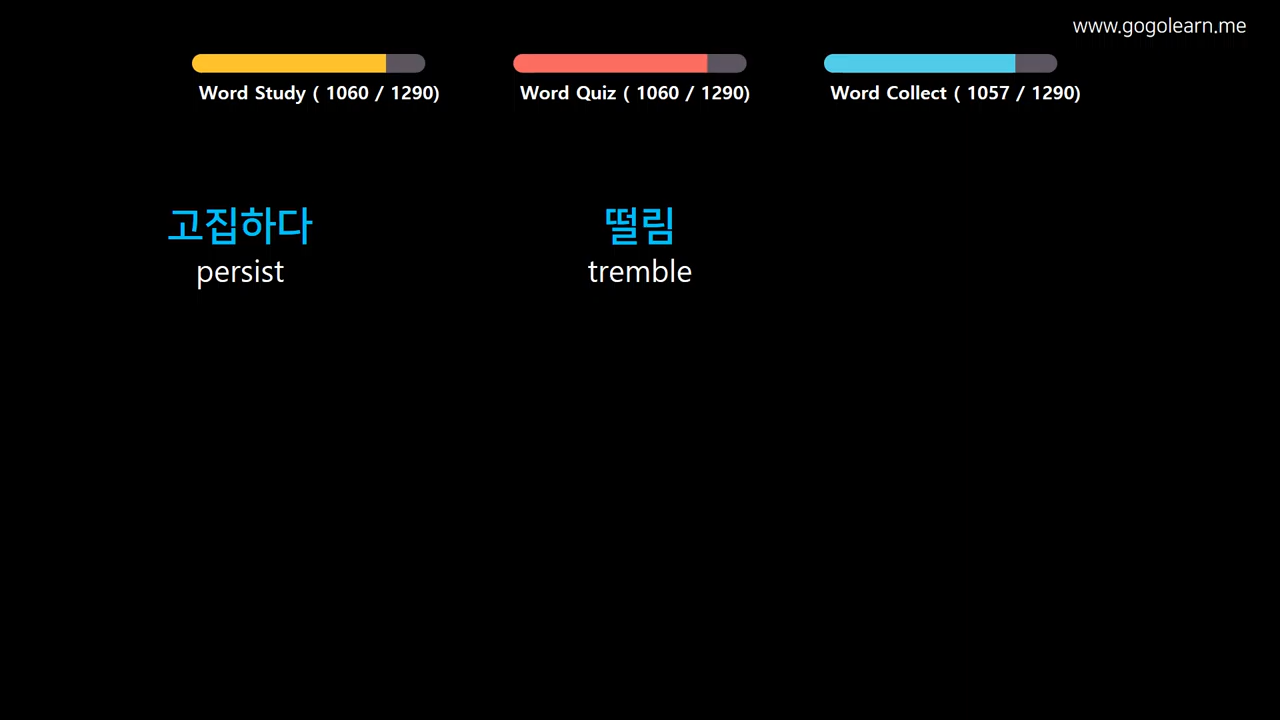 www.gogolearn.me
Word Study ( 1060 / 1290)
Word Quiz ( 1060 / 1290)
Word Collect ( 1057 / 1290)
고집하다
persist
떨림
tremble